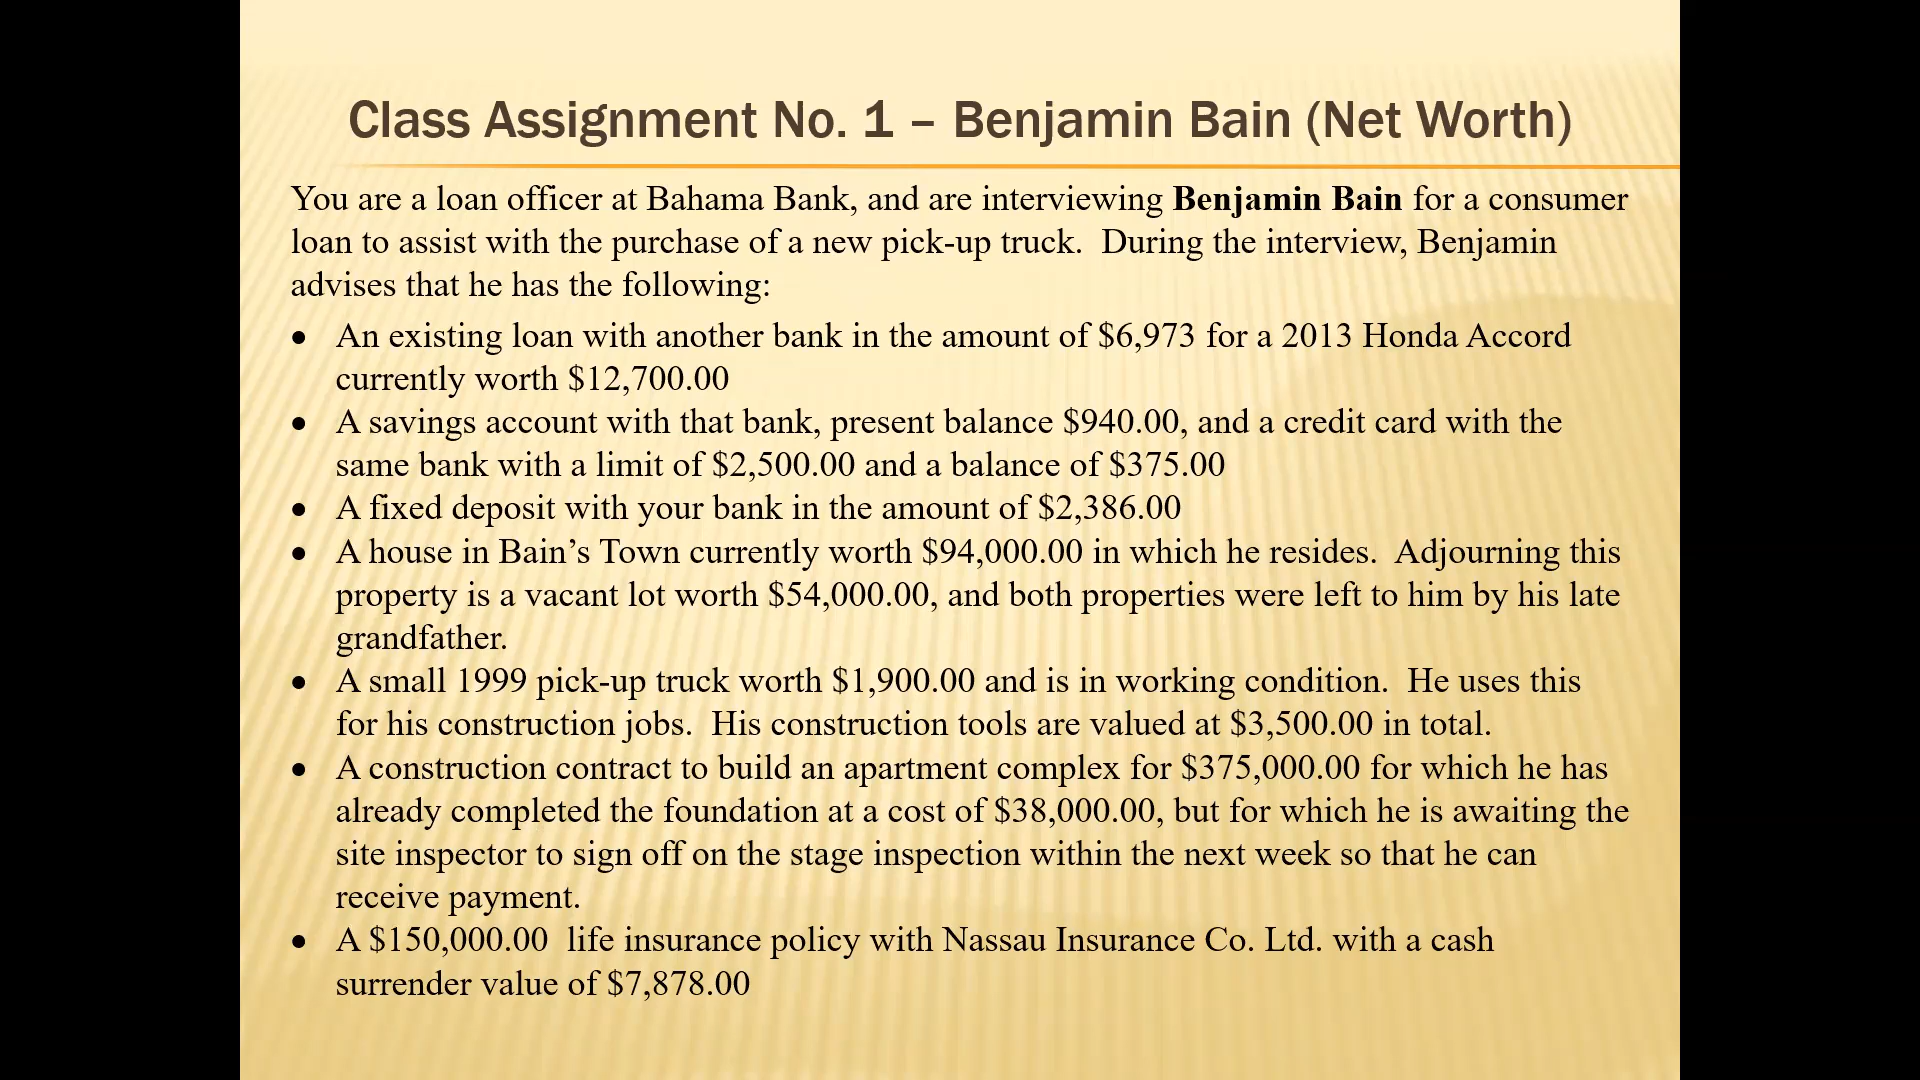 Class Assignment No. 1 – Benjamin Bain (Net Worth)
You are a loan officer at Bahama Bank, and are interviewing Benjamin Bain for a consumer
loan to assist with the purchase of a new pick-up truck.  During the interview, Benjamin
advises that he has the following:
• An existing loan with another bank in the amount of $6,973 for a 2013 Honda Accord
currently worth $12,700.00
• A savings account with that bank, present balance $940.00, and a credit card with the
same bank with a limit of $2,500.00 and a balance of $375.00
• A fixed deposit with your bank in the amount of $2,386.00
• A house in Bain’s Town currently worth $94,000.00 in which he resides.  Adjourning this
property is a vacant lot worth $54,000.00, and both properties were left to him by his late
grandfather.
• A small 1999 pick-up truck worth $1,900.00 and is in working condition.  He uses this
for his construction jobs.  His construction tools are valued at $3,500.00 in total.
• A construction contract to build an apartment complex for $375,000.00 for which he has
already completed the foundation at a cost of $38,000.00, but for which he is awaiting the
site inspector to sign off on the stage inspection within the next week so that he can
receive payment.
• A $150,000.00  life insurance policy with Nassau Insurance Co. Ltd. with a cash
surrender value of $7,878.00